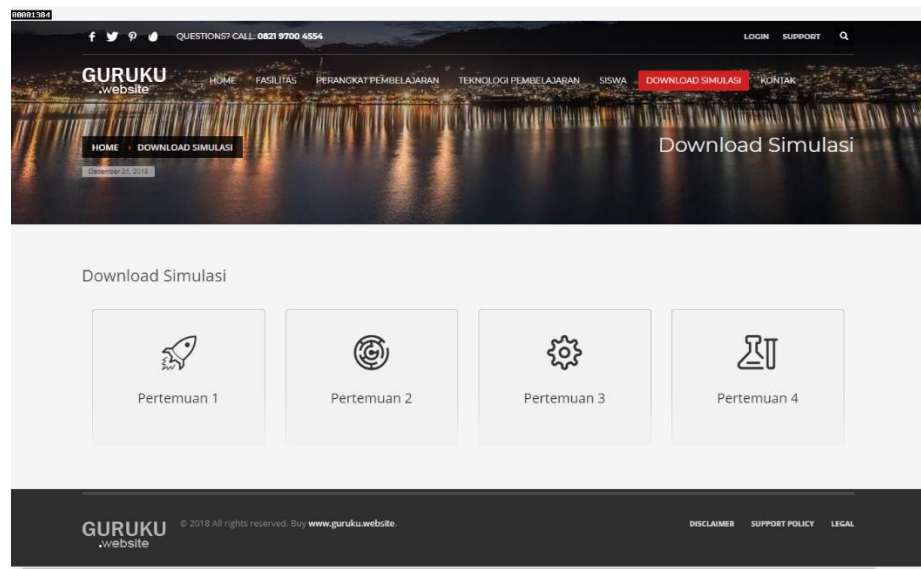 00001384
QUESTIONS? CALL: 0821 9700 4554
LOGIN SUPPORT
GURUKU
.website
HOME FASILITAS PERANGKAT PEMBELAJARAN TEKNOLOGI PEMBELAJARAN SISWA DOWNLOAD SIMULASI KONTAK
HOME DOWNLOAD SIMULASI
Download Simulasi
December 21, 2018
Download Simulasi
Pertemuan 1
Pertemuan 2
Pertemuan 3
Pertemuan 4
GURUKU
.website
© 2018 All rights reserved. Buy www.guruku.website.
DISCLAIMER SUPPORT POLICY LEGAL